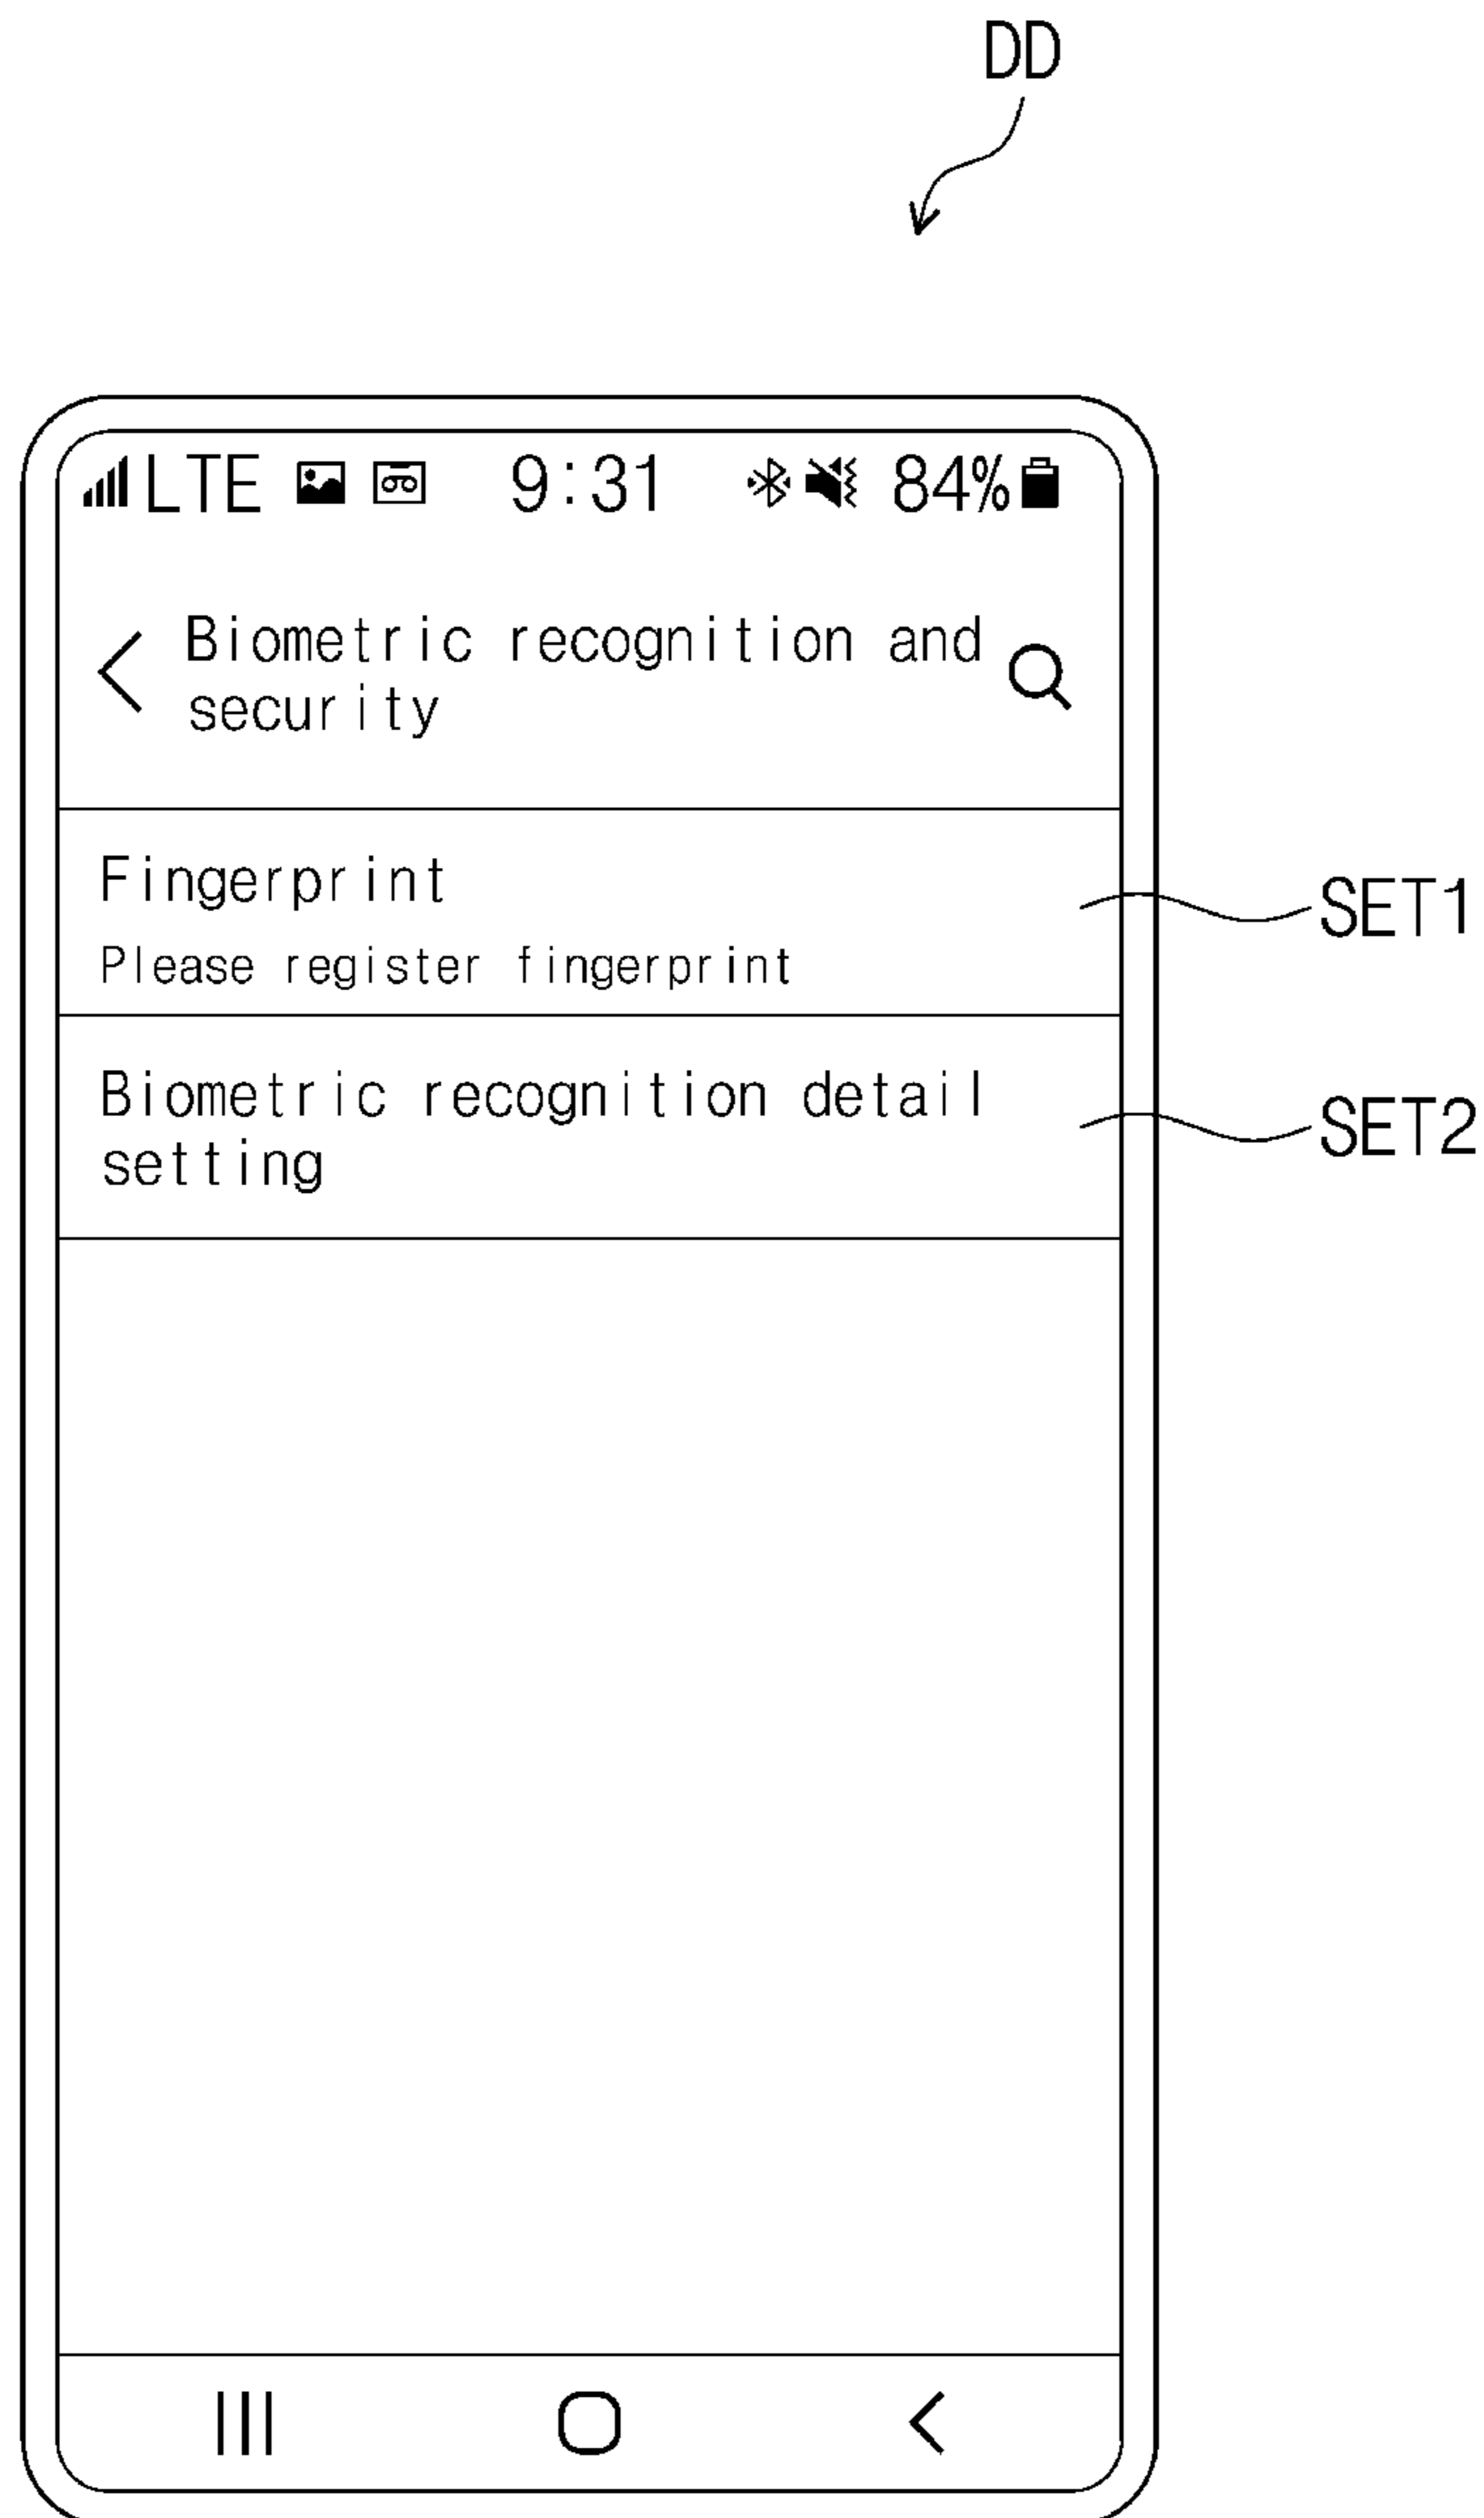 DD
LTE 9:31 84%
Biometric recognition and
security
Fingerprint
SET1
Please register fingerprint
Biometric recognition detail
SET2
setting